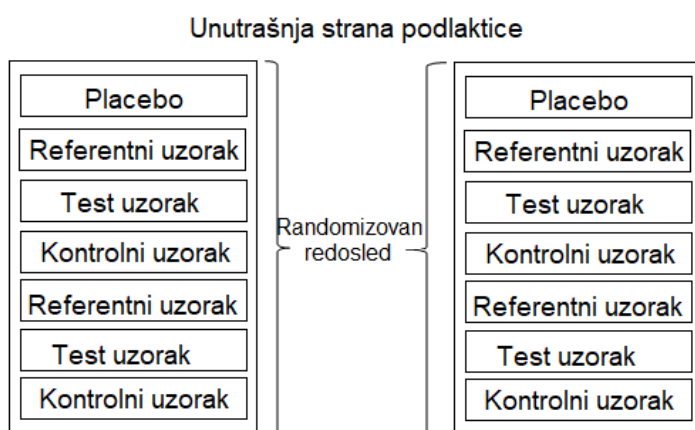 Unutrašnja strana podlaktice
Placebo
Referentni uzorak
Test uzorak
Kontrolni uzorak
Referentni uzorak
Test uzorak
Kontrolni uzorak
Randomizovan
redosled
Placebo
Referentni uzorak
Test uzorak
Kontrolni uzorak
Referentni uzorak
Test uzorak
Kontrolni uzorak